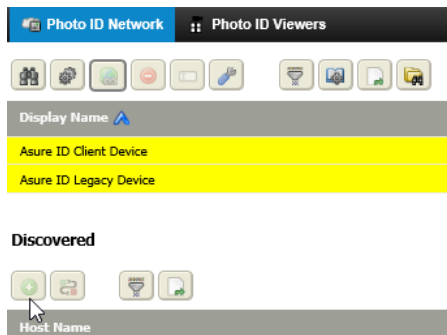 Photo ID Network
Photo ID Viewers
Display Name
Asure ID Client Device
Asure ID Legacy Device
Discovered
Host Name